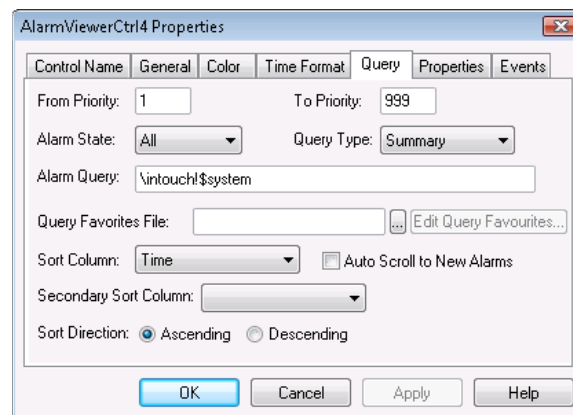 AlarmViewerCtrl4 Properties
Control Name General Color Time Format Query Properties Events
From Priority: 1 To Priority: 999
Alarm State: All Query Type: Summary
Alarm Query: \intouch!$system
Query Favorites File: ... Edit Query Favourites...
Sort Column: Time Auto Scroll to New Alarms
Secondary Sort Column:
Sort Direction: Ascending Descending
OK Cancel Apply Help